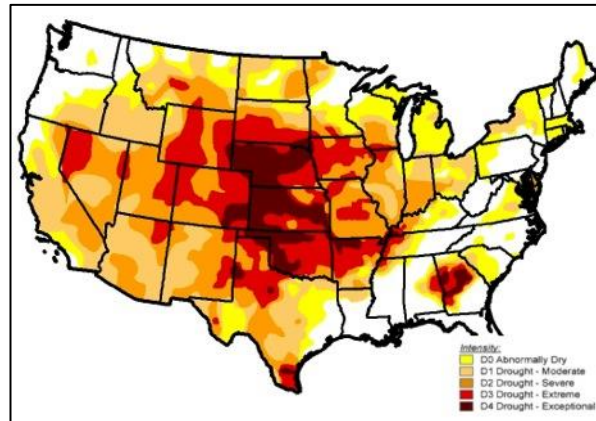 Intensity:
D0 Abnormally Dry
D1 Drought - Moderate
D2 Drought - Severe
D3 Drought - Extreme
D4 Drought - Exceptional